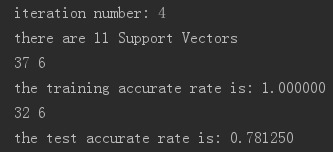 iteration number: 4
there are 11 Support Vectors
37 6
the training accurate rate is: 1.000000
32 6
the test accurate rate is: 0.781250